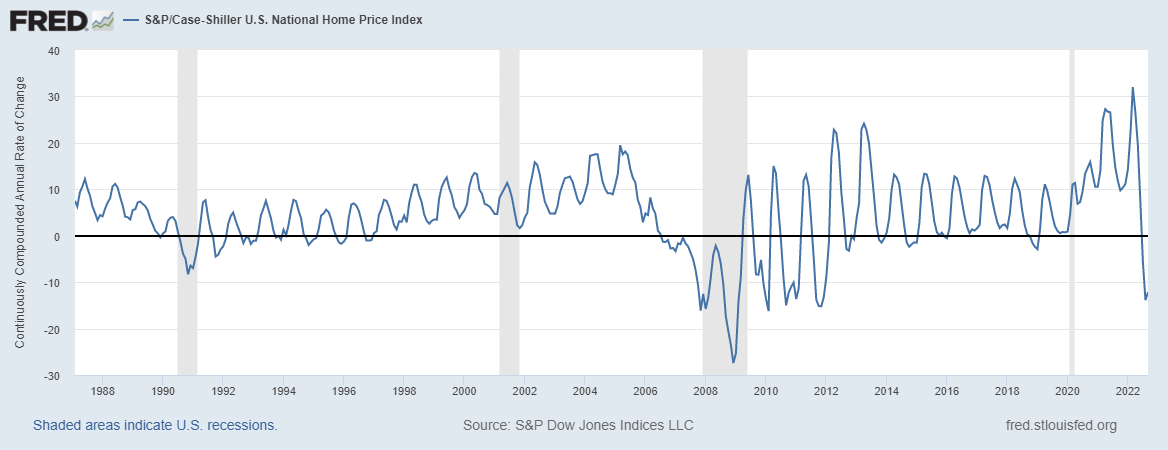 FRED S&P/Case-Shiller U.S. National Home Price Index
Continuously Compounded Annual Rate of Change
40
30
20
10
0
-10
-20
-30
1988 1990 1992 1994 1996 1998 2000 2002 2004 2006 2008 2010 2012 2014 2016 2018 2020 2022
Shaded areas indicate U.S. recessions. Source: S&P Dow Jones Indices LLC fred.stlouisfed.org